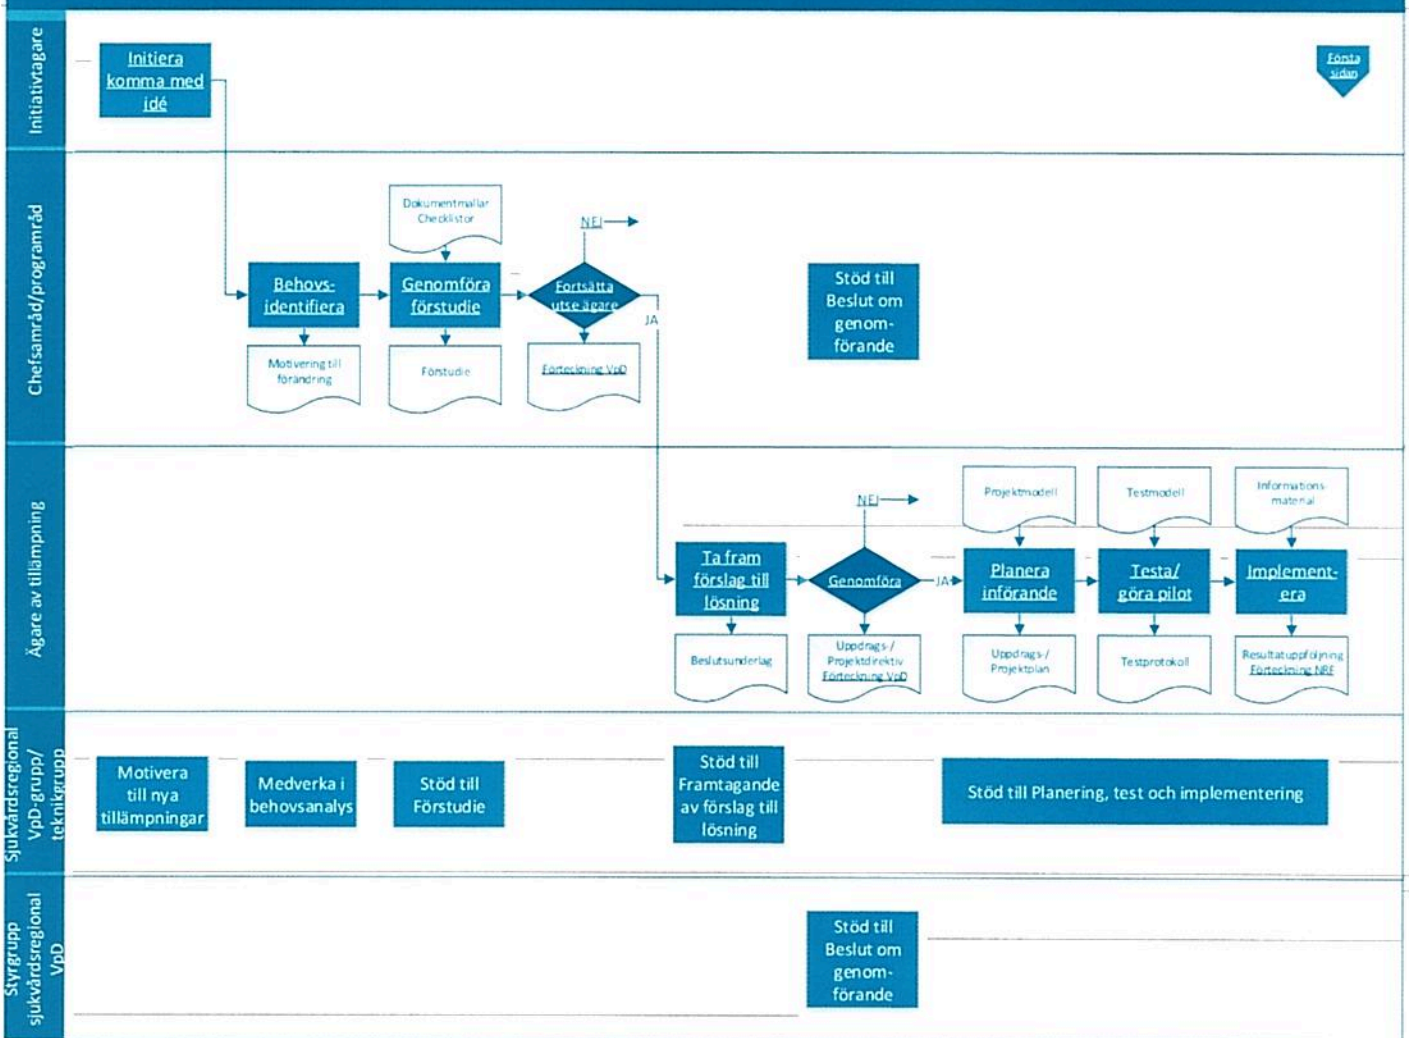 Initiativtagare
Initiera
komma med
idé
Första
sidan
Chefsamråd/programråd
Dokumentmallar
Checklistor
NEJ
Behovs-
identifiera
Genomföra
förstudie
Fortsätta
utse ägare
JA
Motivering till
förändring
Förstudie
Förteckning VpD
Stöd till
Beslut om
genom-
förande
Ägare av tillämpning
NEJ
Projektmodell
Testmodell
Informations-
material
Ta fram
förslag till
lösning
Genomföra
JA
Planera
införande
Testa/
göra pilot
Implement-
era
Beslutsunderlag
Uppdrags-/
Projektdirektiv
Förteckning VpD
Uppdrags-/
Projektplan
Testprotokoll
Resultatuppföljning
Förteckning NRF
Sjukvårdsregional
VpD-grupp/
teknikgrupp
Motivera
till nya
tillämpningar
Medverka i
behovsanalys
Stöd till
Förstudie
Stöd till
Framtagande
av förslag till
lösning
Stöd till Planering, test och implementering
Styrgrupp
sjukvårdsregional
VpD
Stöd till
Beslut om
genom-
förande